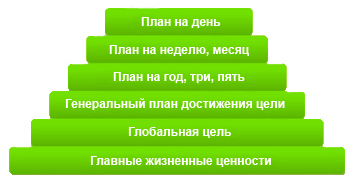 План на день
План на неделю, месяц
План на год, три, пять
Генеральный план достижения цели
Глобальная цель
Главные жизненные ценности